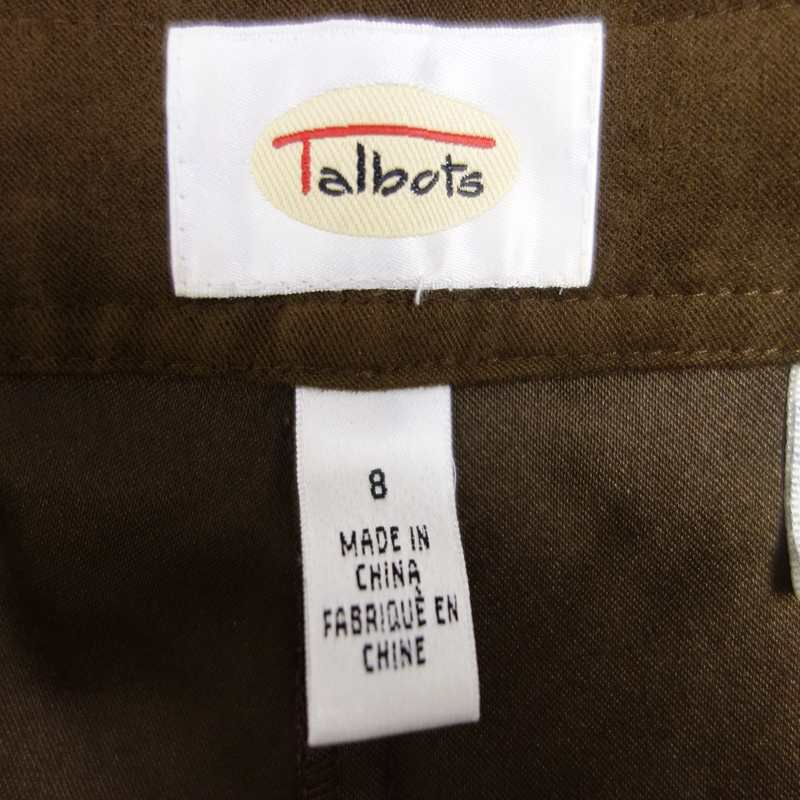 Talbots
8
MADE IN
CHINA
FABRIQUÈ EN
CHINE